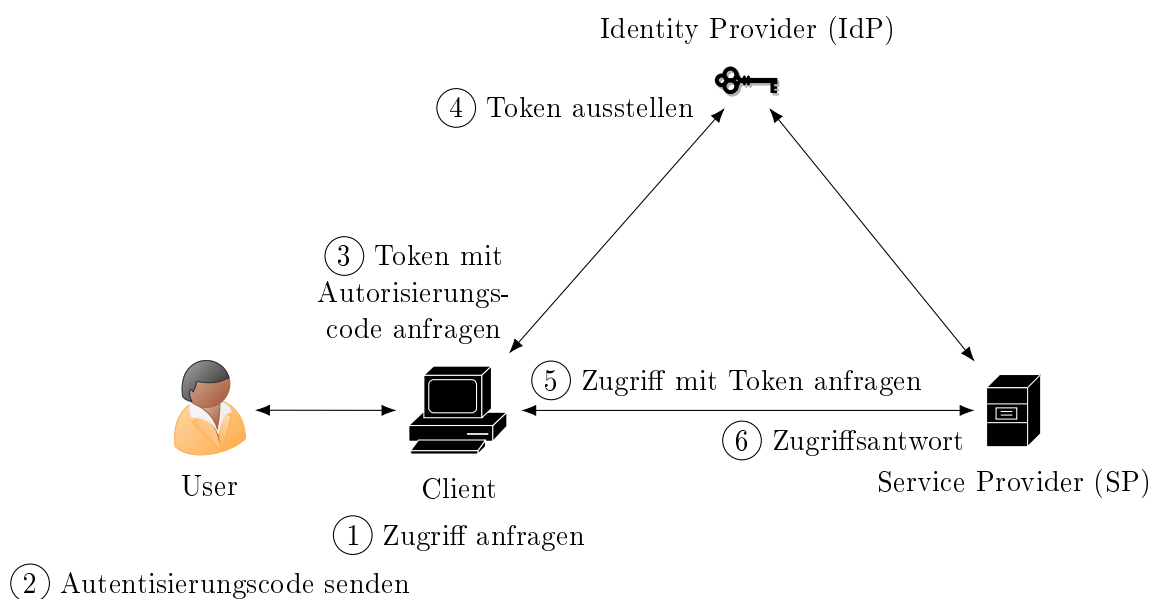 Identity Provider (IdP)
4 Token ausstellen
3 Token mit
Autorisierungs-
code anfragen
5 Zugriff mit Token anfragen
6 Zugriffsantwort
User
Client
Service Provider (SP)
1 Zugriff anfragen
2 Autentisierungscode senden